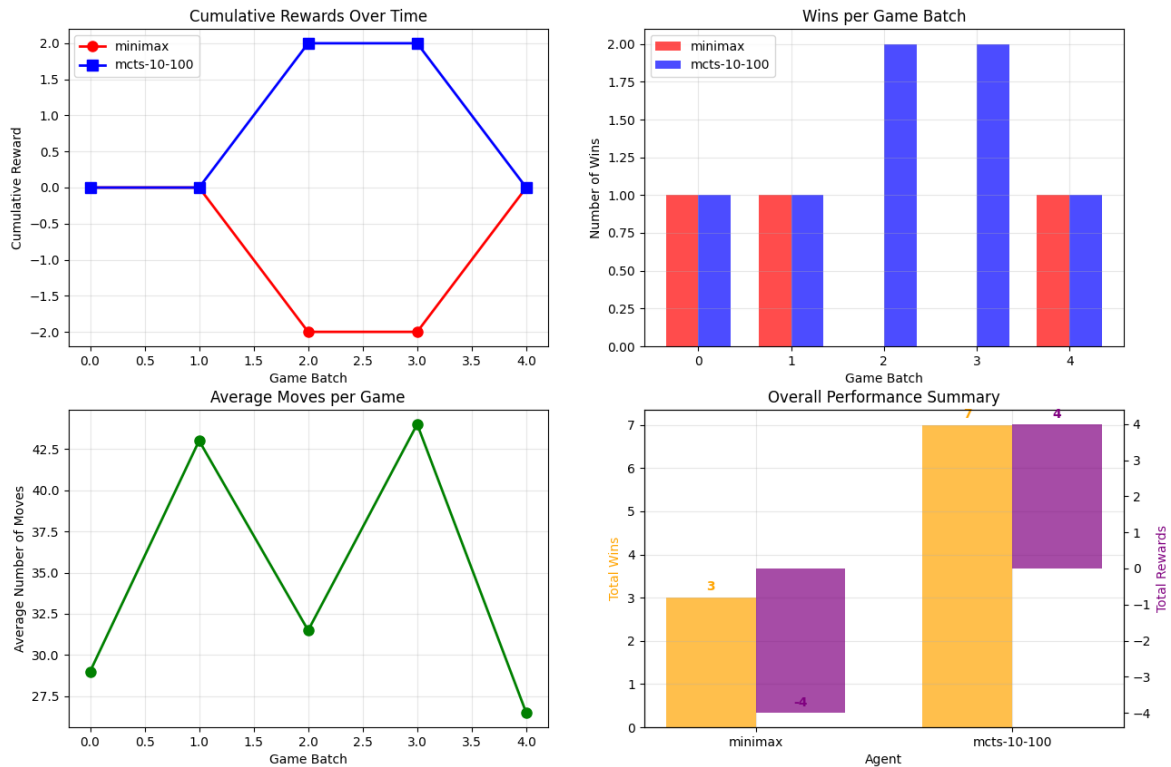 Cumulative Rewards Over Time
minimax
mcts-10-100
2.0
1.5
1.0
0.5
0.0
−0.5
−1.0
−1.5
−2.0
Cumulative Reward
0.0 0.5 1.0 1.5 2.0 2.5 3.0 3.5 4.0
Game Batch
Wins per Game Batch
minimax
mcts-10-100
2.00
1.75
1.50
1.25
1.00
0.75
0.50
0.25
0.00
Number of Wins
0 1 2 3 4
Game Batch
Average Moves per Game
42.5
40.0
37.5
35.0
32.5
30.0
27.5
Average Number of Moves
0.0 0.5 1.0 1.5 2.0 2.5 3.0 3.5 4.0
Game Batch
Overall Performance Summary
7
6
5
4
3
2
1
0
Total Wins
3
-4
7
4
4
3
2
1
0
−1
−2
−3
−4
Total Rewards
minimax mcts-10-100
Agent